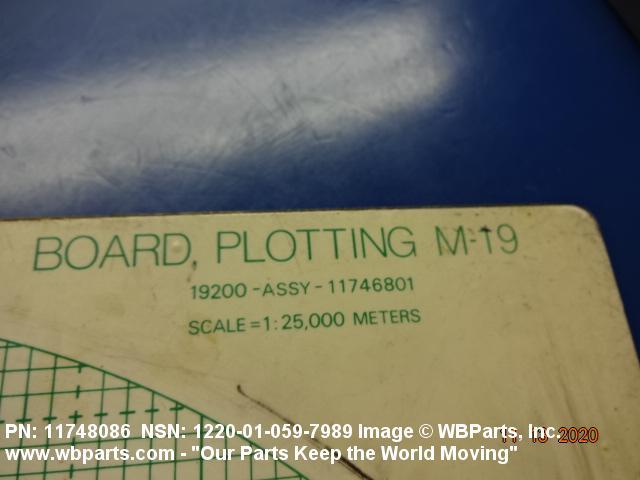 BOARD, PLOTTING M-19
19200-ASSY-11746801
SCALE=1:25,000 METERS
PN: 11748086 NSN: 1220-01-059-7989 Image © WBParts, Inc.
www.wbparts.com - "Our Parts Keep the World Moving"
2020